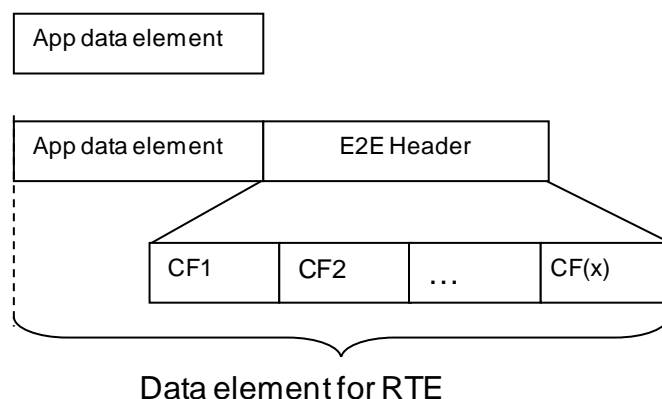 App data element
App data element
E2E Header
CF1
CF2
...
CF(x)
Data element for RTE